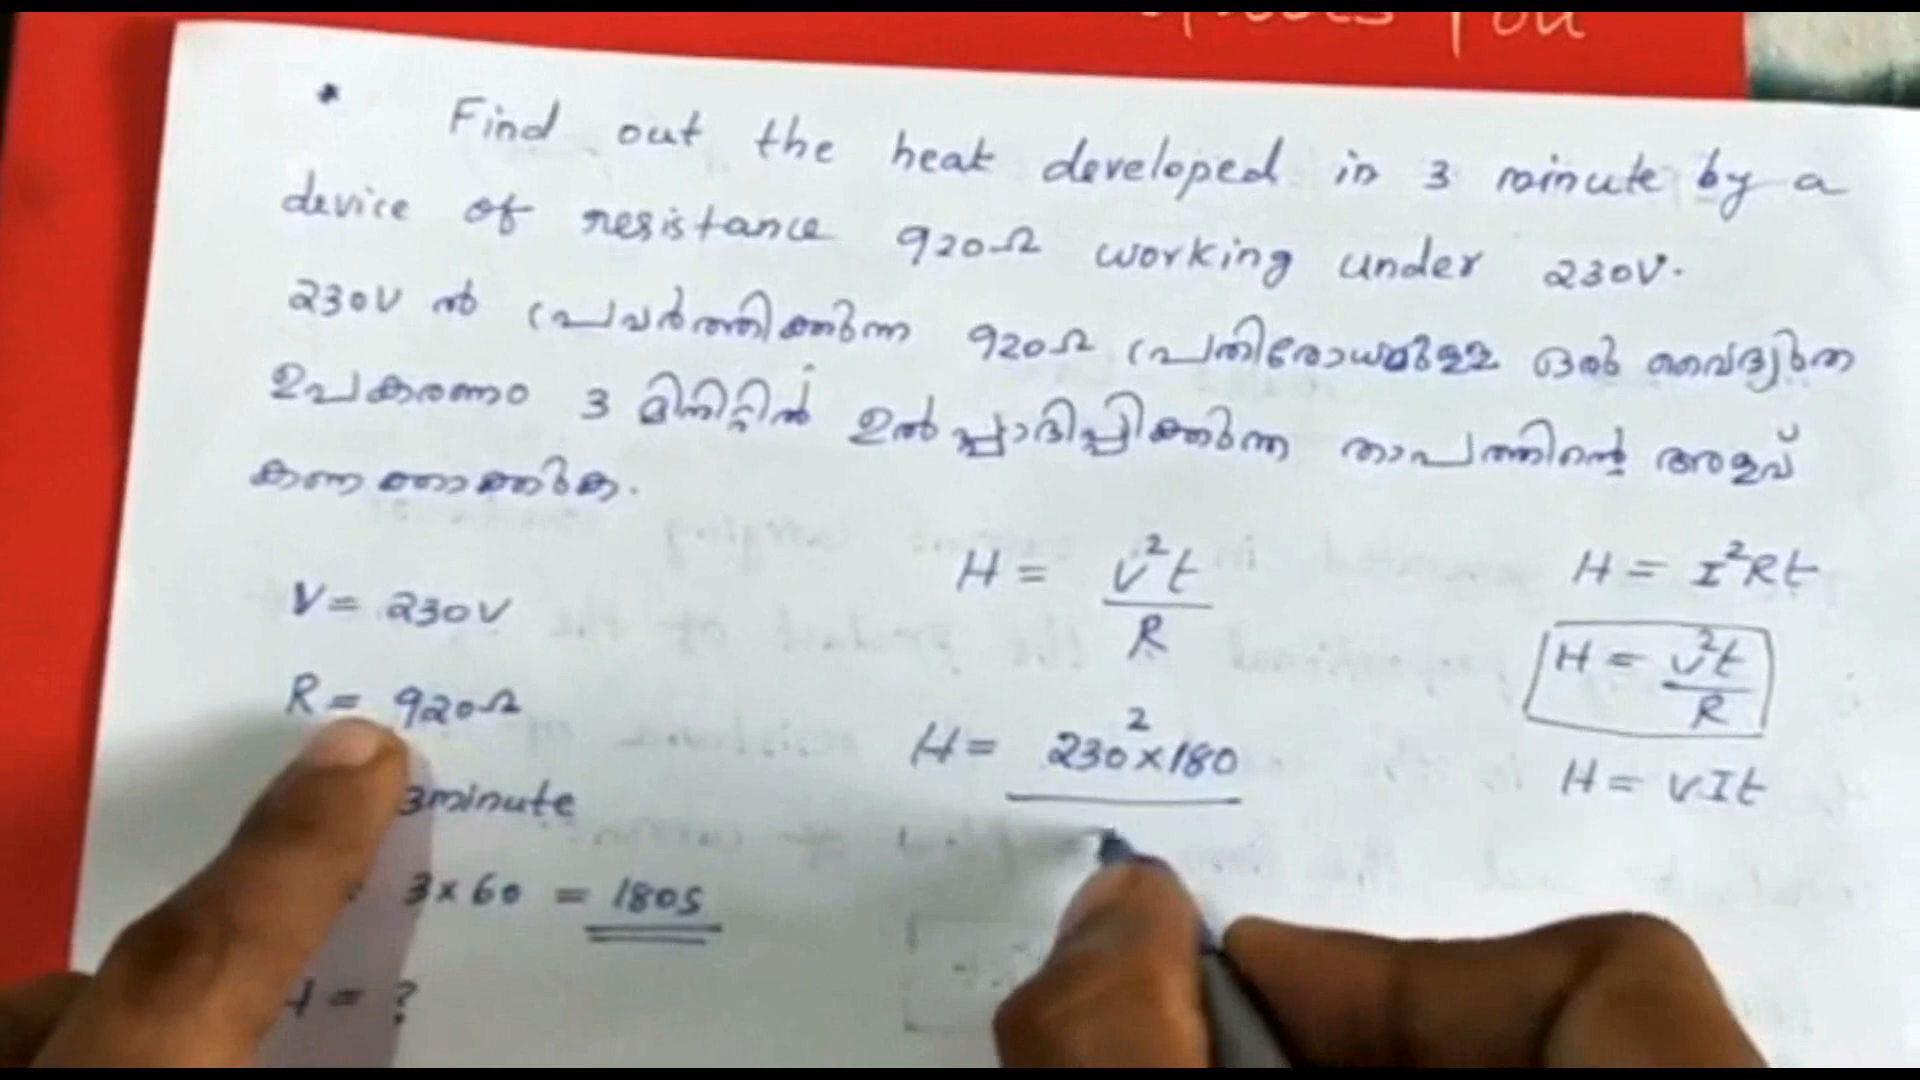 you
* Find out the heat developed in 3 minute by a
device of resistance 920Ω working under 230V.
230V ൽ പ്രവർത്തിക്കുന്ന 920Ω പ്രതിരോധമുള്ള ഒരു വൈദ്യുത
ഉപകരണം 3 മിനിറ്റിൽ ഉൽപ്പാദിപ്പിക്കുന്ന താപത്തിന്റെ അളവ്
കണക്കാക്കുക.
V = 230V
R = 920Ω
3minute
3×60 = 180s
H = ?
H = V²t
R
H = 230²×180
H = I²Rt
H = V²t
R
H = VIt